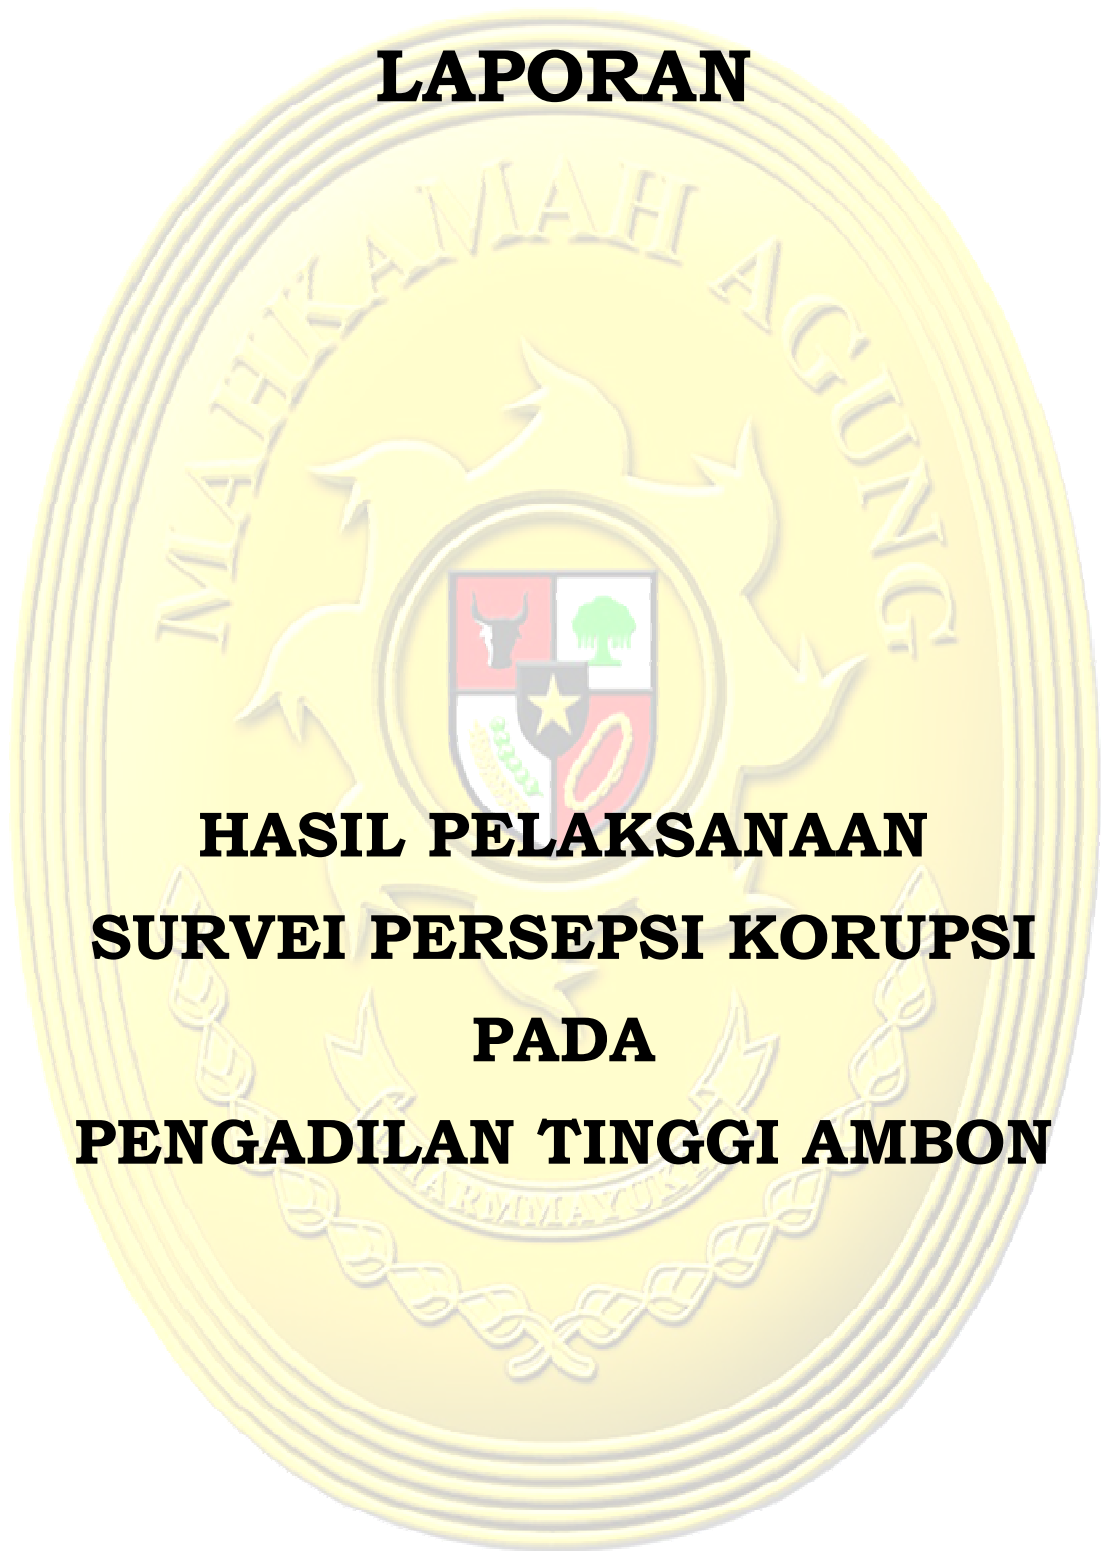 LAPORAN
MAHKAMAH AGUNG
HASIL PELAKSANAAN
SURVEI PERSEPSI KORUPSI
PADA
PENGADILAN TINGGI AMBON